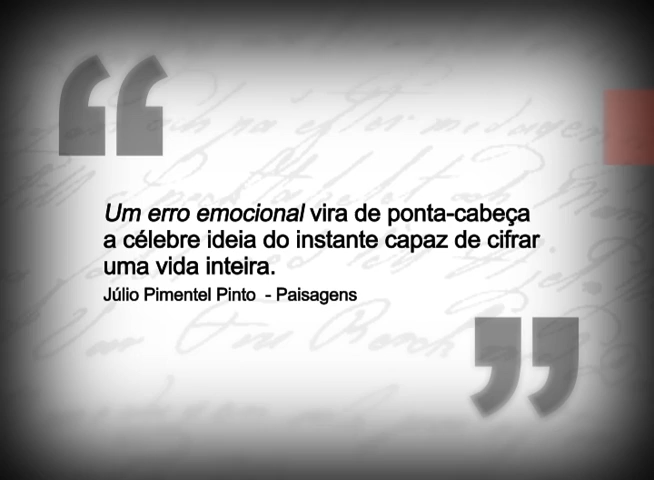 Um erro emocional vira de ponta-cabeça
a célebre ideia do instante capaz de cifrar
uma vida inteira.
Júlio Pimentel Pinto - Paisagens